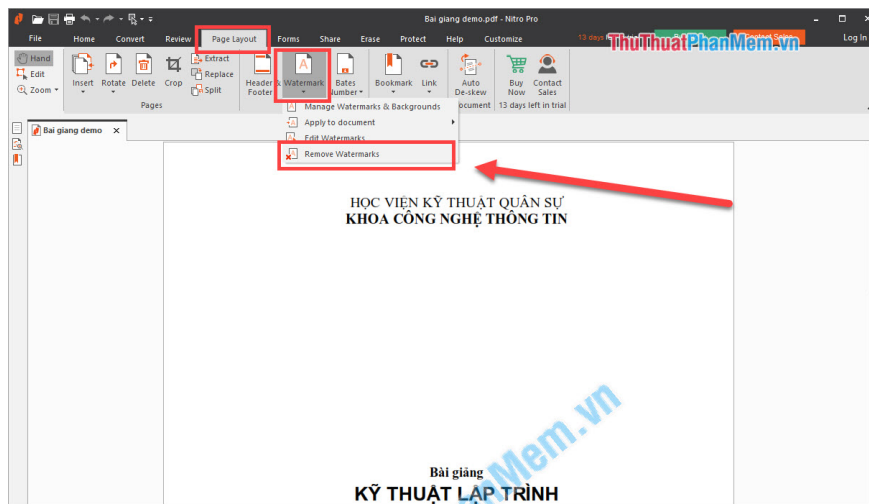 Bai giang demo.pdf - Nitro Pro
File Home Convert Review Page Layout Forms Share Erase Protect Help Customize 13 days Log In
ThuThuatPhanMem.vn
Hand
Edit
Zoom
Insert Rotate Delete Crop
Extract
Replace
Split
Pages
Header &
Footer
Watermark
Bates
Number
Bookmark
Link
Auto
De-skew
Buy
Now
Contact
Sales
13 days left in trial
Manage Watermarks & Backgrounds
Apply to document
Edit Watermarks
Remove Watermarks
Bai giang demo
HỌC VIỆN KỸ THUẬT QUÂN SỰ
KHOA CÔNG NGHỆ THÔNG TIN
Bài giảng
KỸ THUẬT LẬP TRÌNH